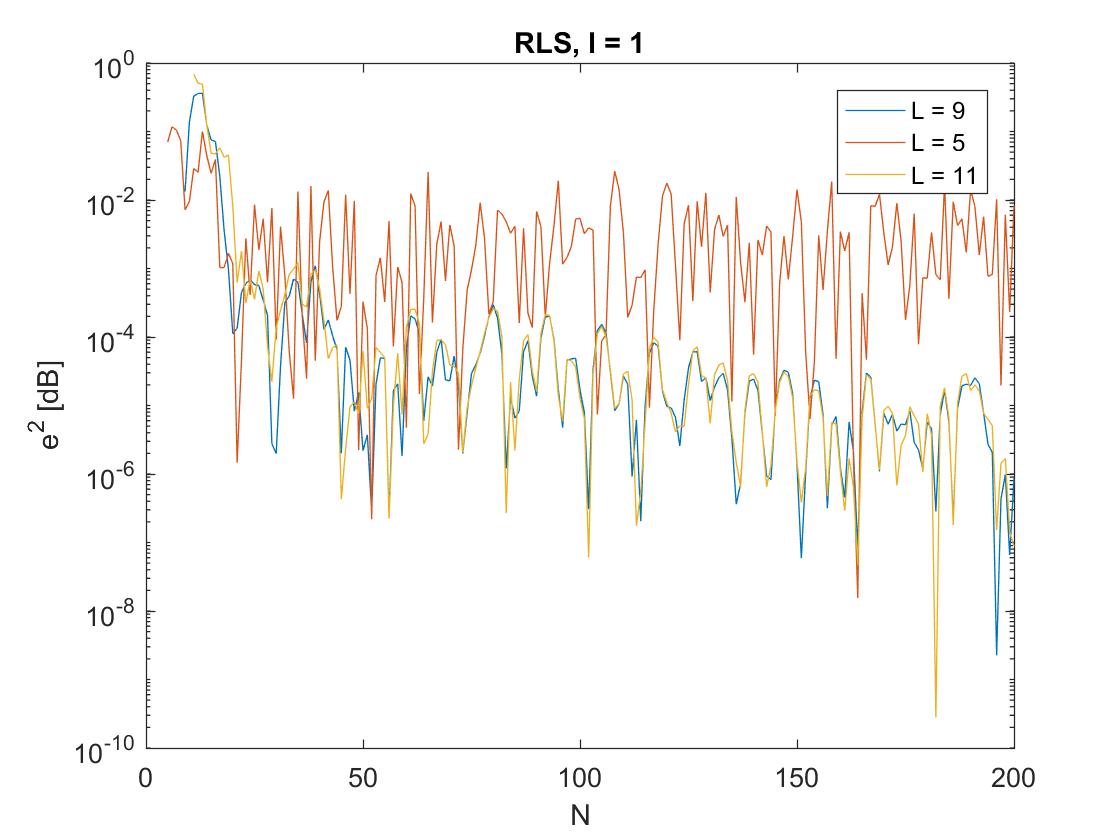 RLS, l = 1
10^0
10^-2
10^-4
10^-6
10^-8
10^-10
e^2 [dB]
0
50
100
150
200
N
L = 9
L = 5
L = 11